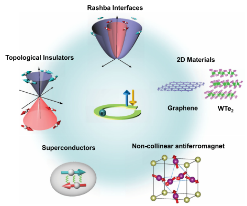 Rashba Interfaces
Topological Insulators
2D Materials
Graphene
WTe₂
Superconductors
Non-collinear antiferromagnet